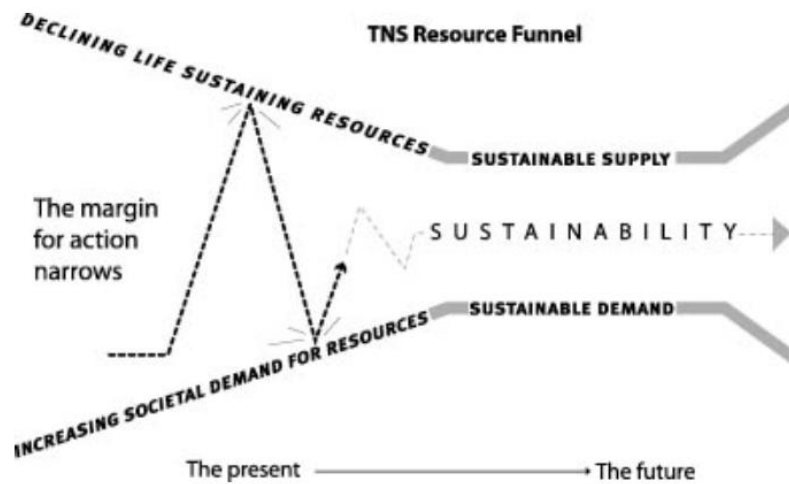 TNS Resource Funnel
DECLINING LIFE SUSTAINING RESOURCES
SUSTAINABLE SUPPLY
The margin
for action
narrows
SUSTAINABILITY
SUSTAINABLE DEMAND
INCREASING SOCIETAL DEMAND FOR RESOURCES
The present
The future